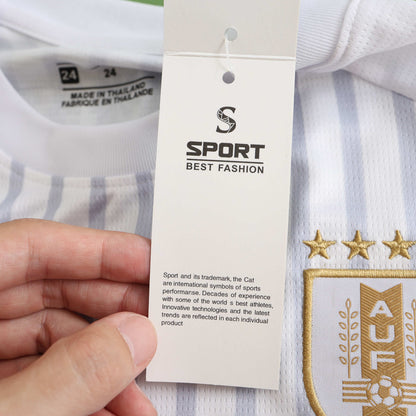 24
24
MADE IN THAILAND
FABRIQUE EN THAILANDE
S
SPORT
BEST FASHION
Sport and its trademark, the Cat
are international symbols of sports
performanse. Decades of experience
with some of the world s best athletes,
Innovative technologies and the latest
trends are reflected in each individual
product
AUF